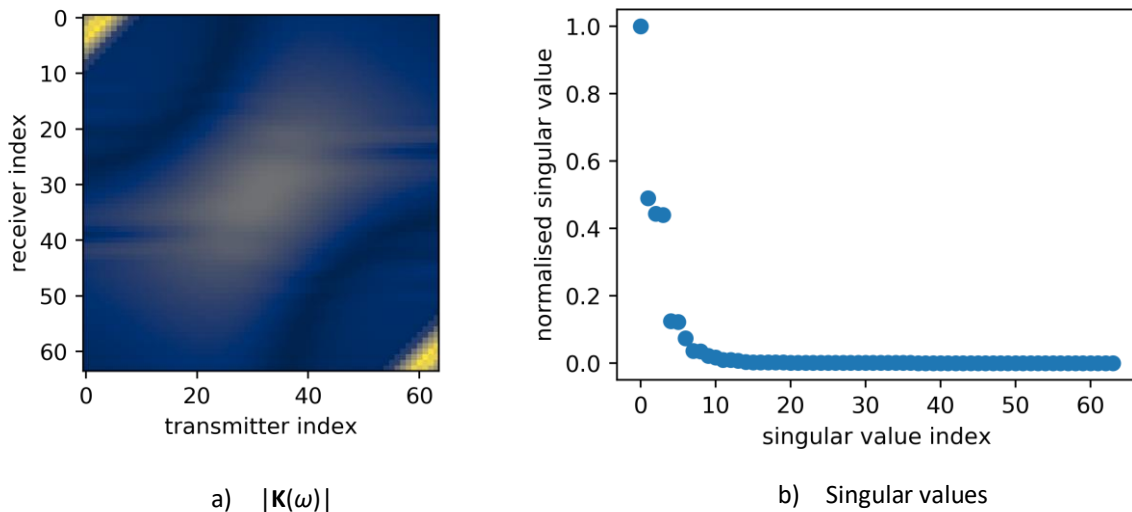 0
10
20
30
40
50
60
receiver index
0 20 40 60
transmitter index
a) |K(ω)|
1.0
0.8
0.6
0.4
0.2
0.0
normalised singular value
0 10 20 30 40 50 60
singular value index
b) Singular values